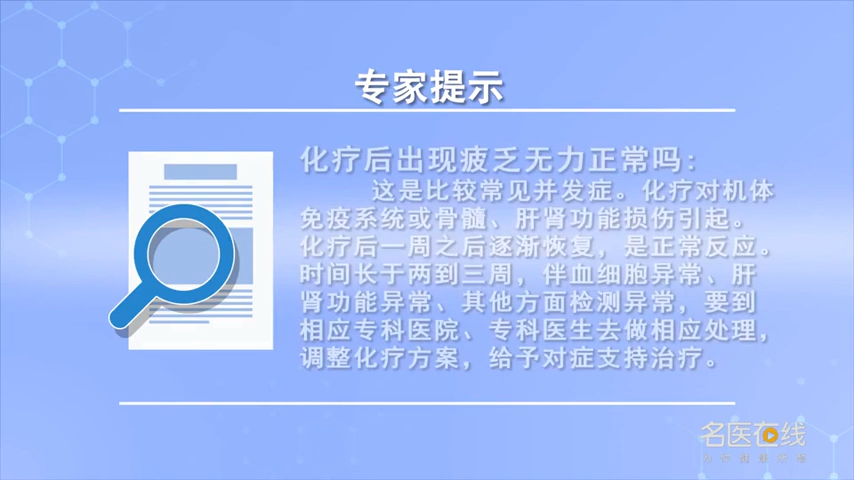 专家提示
化疗后出现疲乏无力正常吗：
这是比较常见并发症。化疗对机体
免疫系统或骨髓、肝肾功能损伤引起。
化疗后一周之后逐渐恢复，是正常反应。
时间长于两到三周，伴血细胞异常、肝
肾功能异常、其他方面检测异常，要到
相应专科医院、专科医生去做相应处理，
调整化疗方案，给予对症支持治疗。
名医在线